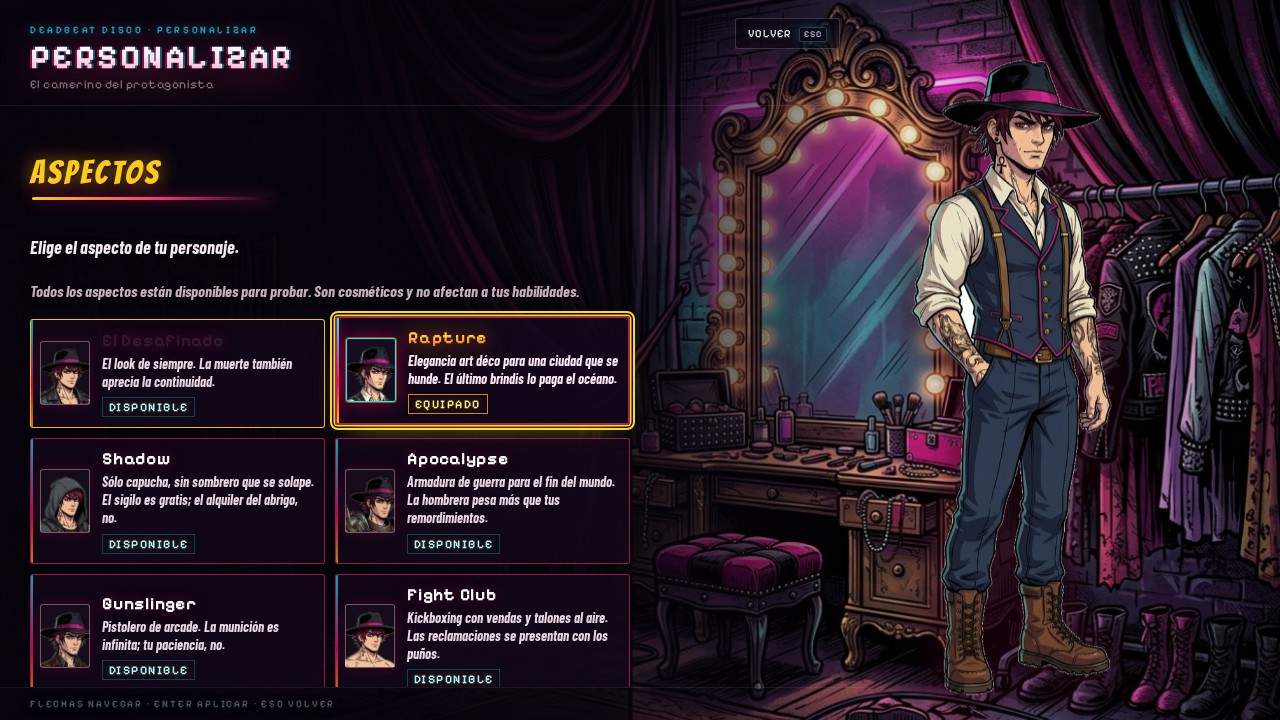 DEADBEAT DISCO · PERSONALIZAR
PERSONALIZAR
El camerino del protagonista
VOLVER ESC
ASPECTOS
Elige el aspecto de tu personaje.
Todos los aspectos están disponibles para probar. Son cosméticos y no afectan a tus habilidades.
El Desafinado
El look de siempre. La muerte también
aprecia la continuidad.
DISPONIBLE
Rapture
Elegancia art déco para una ciudad que se
hunde. El último brindis lo paga el océano.
EQUIPADO
Shadow
Sólo capucha, sin sombrero que se solape.
El sigilo es gratis; el alquiler del abrigo,
no.
DISPONIBLE
Apocalypse
Armadura de guerra para el fin del mundo.
La hombrera pesa más que tus
remordimientos.
DISPONIBLE
Gunslinger
Pistolero de arcade. La munición es
infinita; tu paciencia, no.
DISPONIBLE
Fight Club
Kickboxing con vendas y talones al aire.
Las reclamaciones se presentan con los
puños.
DISPONIBLE
FLECHAS NAVEGAR · ENTER APLICAR · ESC VOLVER